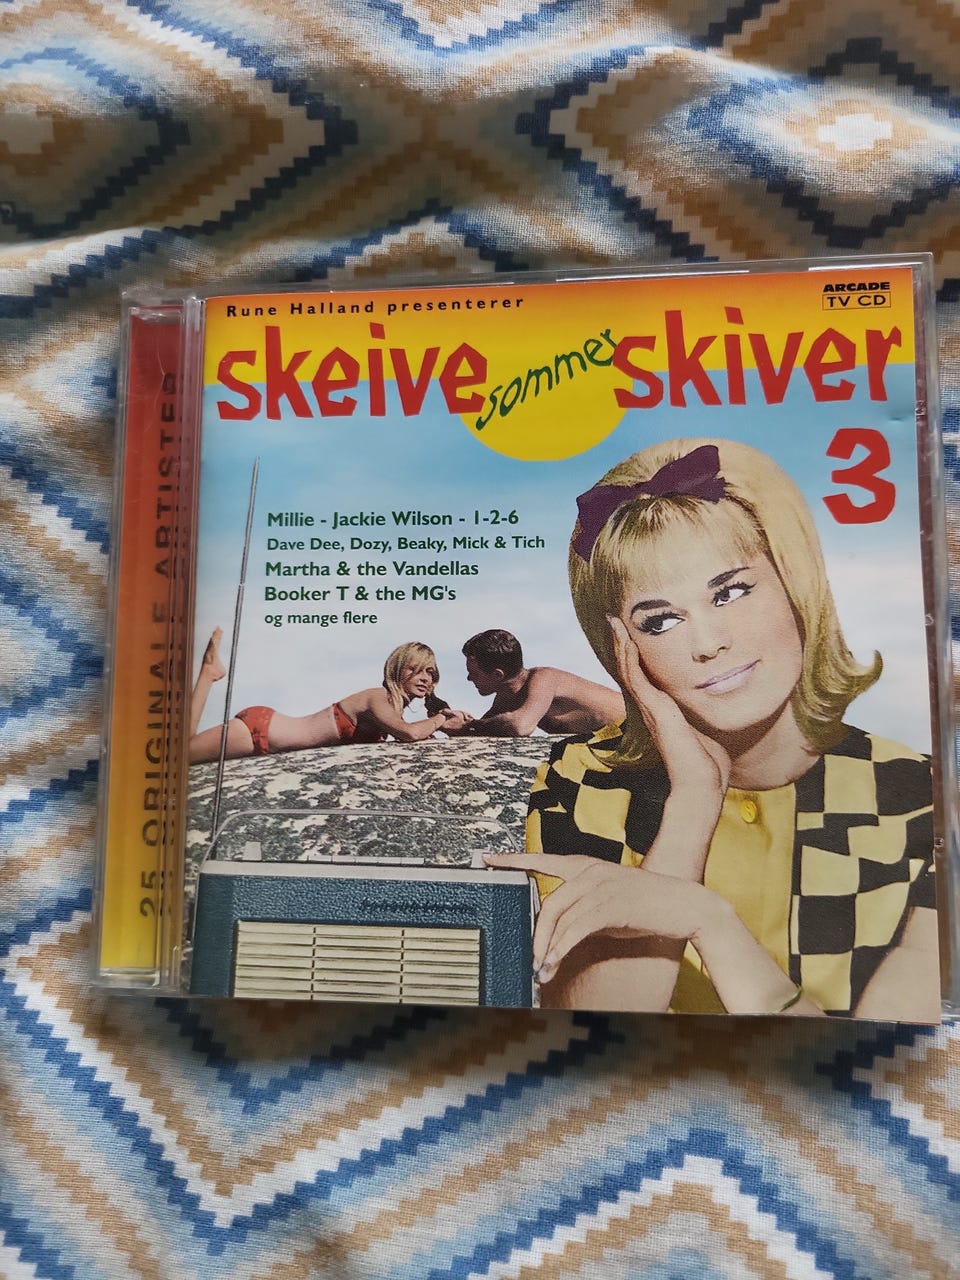 Rune Halland presenterer
ARCADE
TV CD
skeive sommer skiver
3
Millie - Jackie Wilson - 1-2-6
Dave Dee, Dozy, Beaky, Mick & Tich
Martha & the Vandellas
Booker T & the MG's
og mange flere
25 ORIGINALE ARTISTER